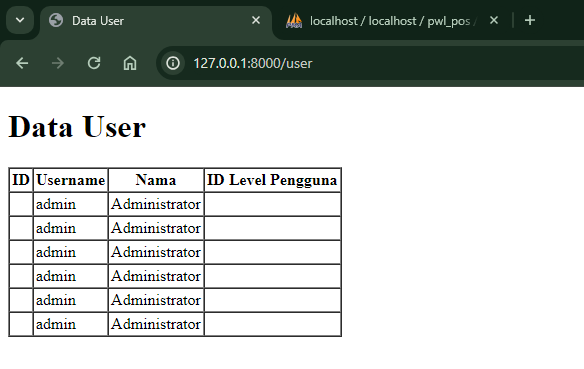 Data User
localhost / localhost / pwl_pos /
127.0.0.1:8000/user
Data User
ID Username Nama ID Level Pengguna
admin Administrator
admin Administrator
admin Administrator
admin Administrator
admin Administrator
admin Administrator